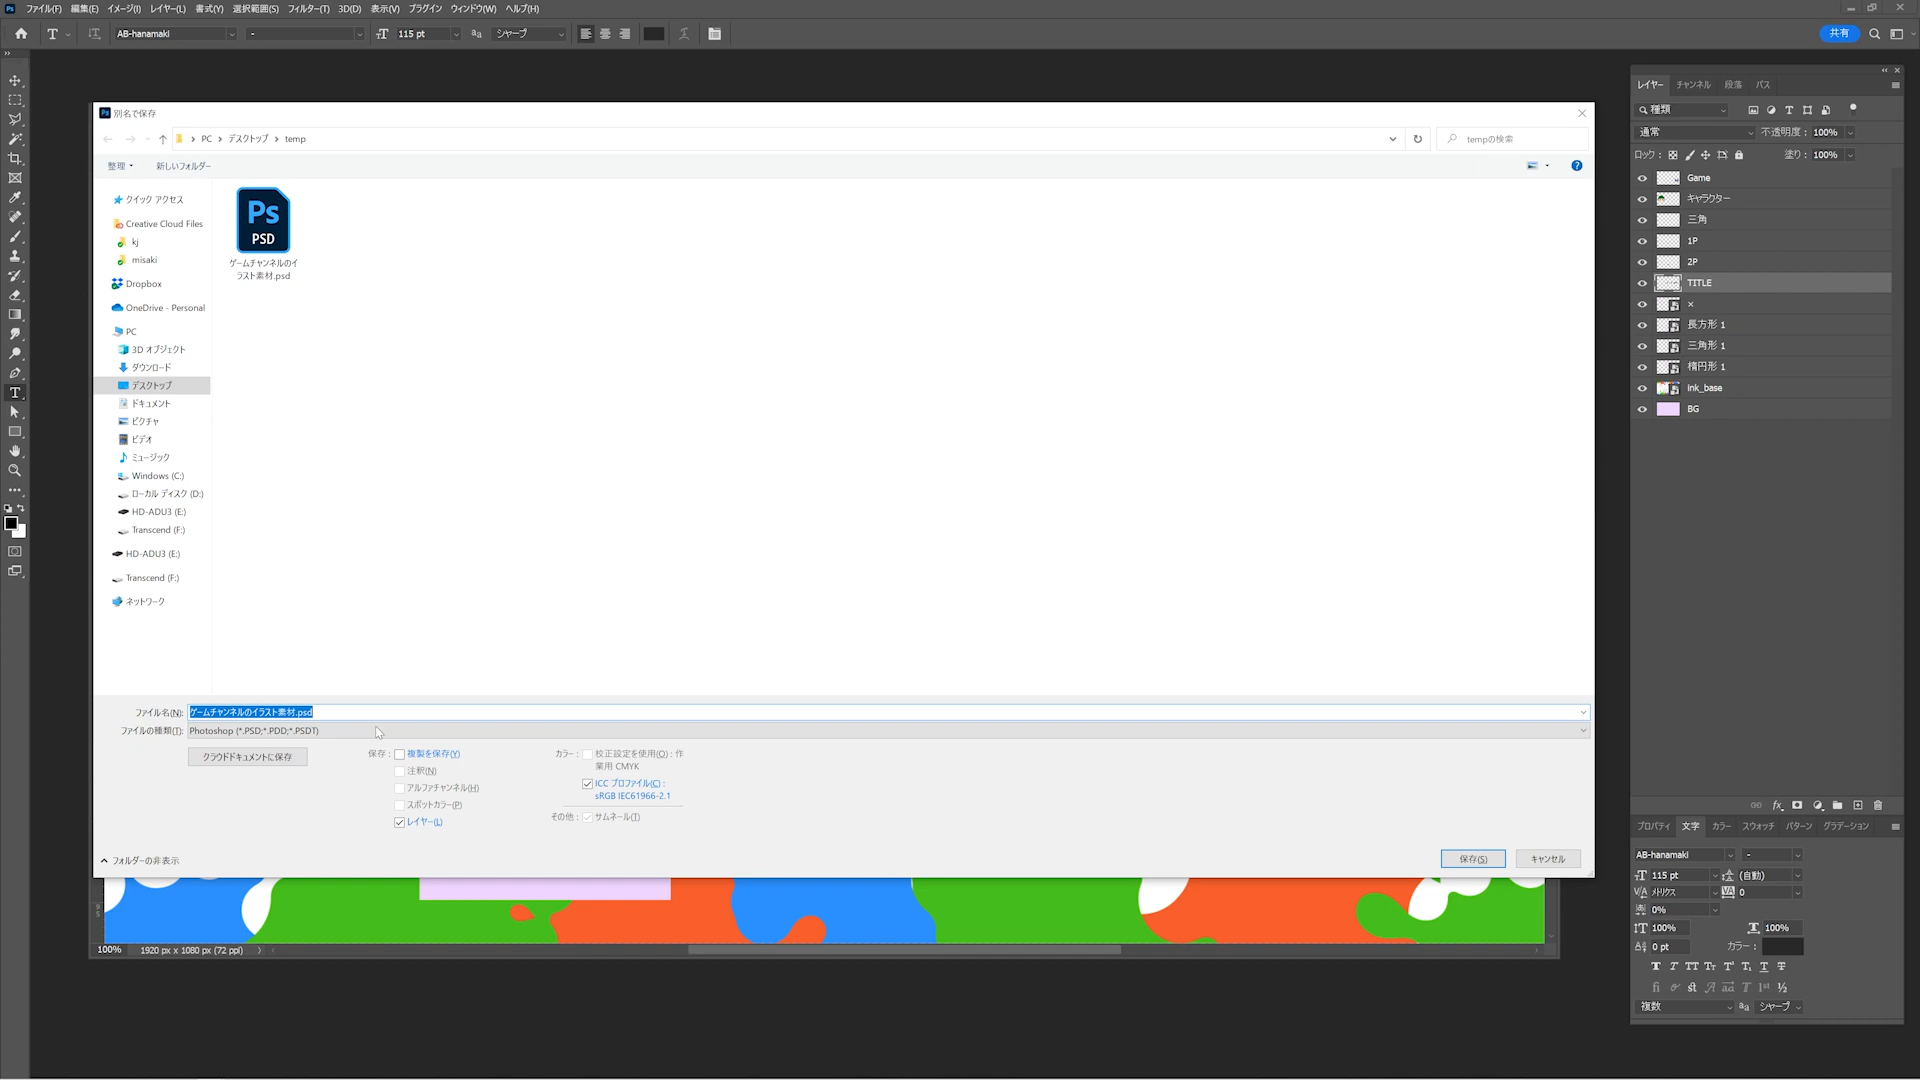 ファイル(F) 編集(E) イメージ(I) レイヤー(L) 書式(Y) 選択範囲(S) フィルター(T) 3D(D) 表示(V) プラグイン ウィンドウ(W) ヘルプ(H)
T AB-hanamaki - 115 pt シャープ 共有
別名で保存
PC デスクトップ temp tempの検索
整理 新しいフォルダー
クイック アクセス
Creative Cloud Files
kj
misaki
Dropbox
OneDrive - Personal
PC
3D オブジェクト
ダウンロード
デスクトップ
ドキュメント
ピクチャ
ビデオ
ミュージック
Windows (C:)
ローカル ディスク (D:)
HD-ADU3 (E:)
Transcend (F:)
HD-ADU3 (E:)
Transcend (F:)
ネットワーク
Ps
PSD
ゲームチャンネルのイ
ラスト素材.psd
ファイル名(N): ゲームチャンネルのイラスト素材.psd
ファイルの種類(T): Photoshop (*.PSD;*.PDD;*.PSDT)
クラウドドキュメントに保存
保存 : 複製を保存(Y)
注釈(N)
アルファチャンネル(H)
スポットカラー(P)
レイヤー(L)
カラー : 校正設定を使用(O) : 作
業用 CMYK
ICC プロファイル(C) :
sRGB IEC61966-2.1
その他 : サムネール(T)
フォルダーの非表示
保存(S) キャンセル
100% 1920 px x 1080 px (72 ppi)
レイヤー チャンネル 段落 パス
種類
通常 不透明度 : 100%
ロック : 塗り : 100%
Game
キャラクター
三角
1P
2P
TITLE
×
長方形 1
三角形 1
楕円形 1
ink_base
BG
fx
プロパティ 文字 カラー スウォッチ パターン グラデーション
AB-hanamaki -
115 pt (自動)
メトリクス 0
0%
100% 100%
0 pt カラー :
複数 シャープ